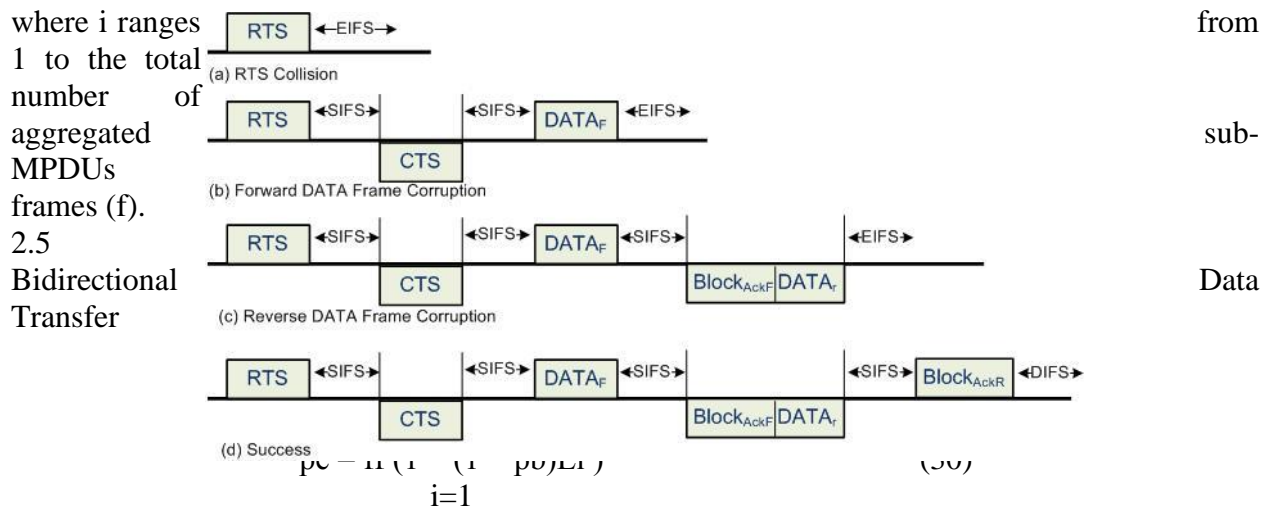 where i ranges from
1 to the total
number of
aggregated sub-
MPDUs
frames (f).
2.5
Bidirectional Data
Transfer
RTS EIFS
(a) RTS Collision
RTS SIFS SIFS DATAF EIFS
CTS
(b) Forward DATA Frame Corruption
RTS SIFS SIFS DATAF SIFS EIFS
CTS BlockAckF DATAr
(c) Reverse DATA Frame Corruption
RTS SIFS SIFS DATAF SIFS SIFS BlockAckR DIFS
CTS BlockAckF DATAr
(d) Success
i=1